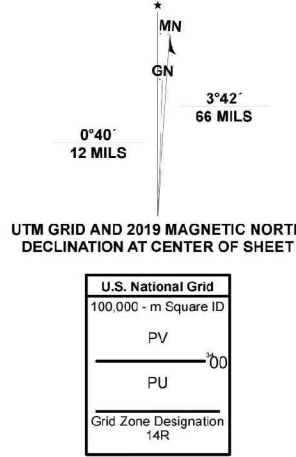 ★
MN
GN
3°42´
66 MILS
0°40´
12 MILS
UTM GRID AND 2019 MAGNETIC NORTH
DECLINATION AT CENTER OF SHEET
U.S. National Grid
100,000 - m Square ID
PV
³⁴00
PU
Grid Zone Designation
14R